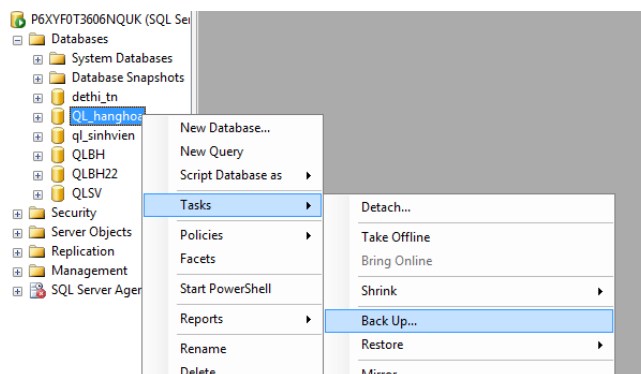 P6XYF0T3606NQUK (SQL Ser
Databases
System Databases
Database Snapshots
dethi_tn
QL_hanghoa
ql_sinhvien
QLBH
QLBH22
QLSV
Security
Server Objects
Replication
Management
SQL Server Ager
New Database...
New Query
Script Database as
Tasks
Policies
Facets
Start PowerShell
Reports
Rename
Delete
Detach...
Take Offline
Bring Online
Shrink
Back Up...
Restore
Mirror